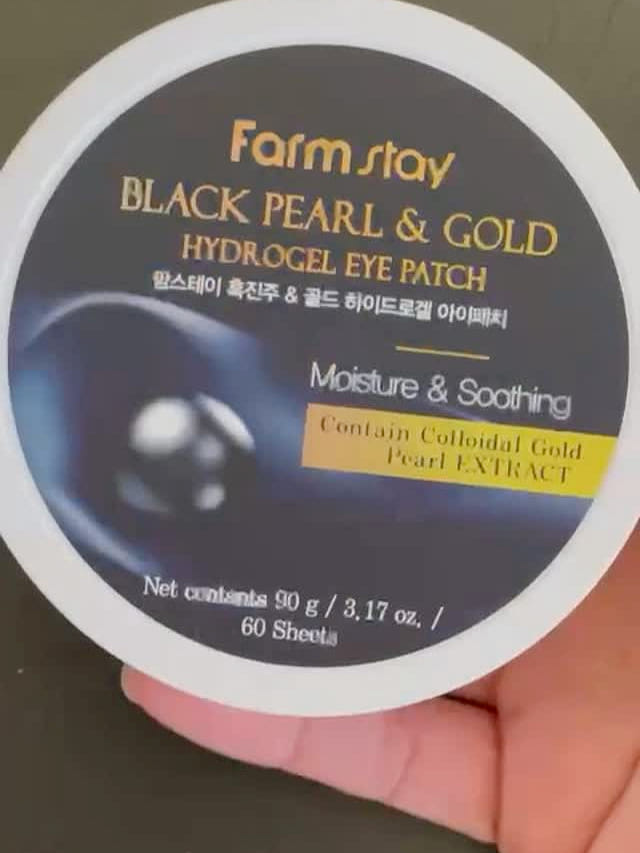 Farm stay
BLACK PEARL & GOLD
HYDROGEL EYE PATCH
팜스테이 흑진주 & 골드 하이드로겔 아이패치
Moisture & Soothing
Contain Colloidal Gold
Pearl EXTRACT
Net contents 90 g / 3.17 oz. /
60 Sheets